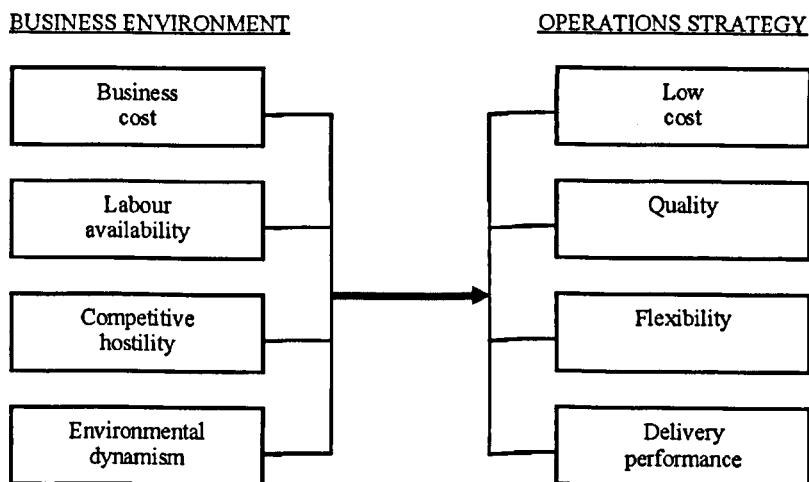 BUSINESS ENVIRONMENT
OPERATIONS STRATEGY
Business
cost
Low
cost
Labour
availability
Quality
Competitive
hostility
Flexibility
Environmental
dynamism
Delivery
performance